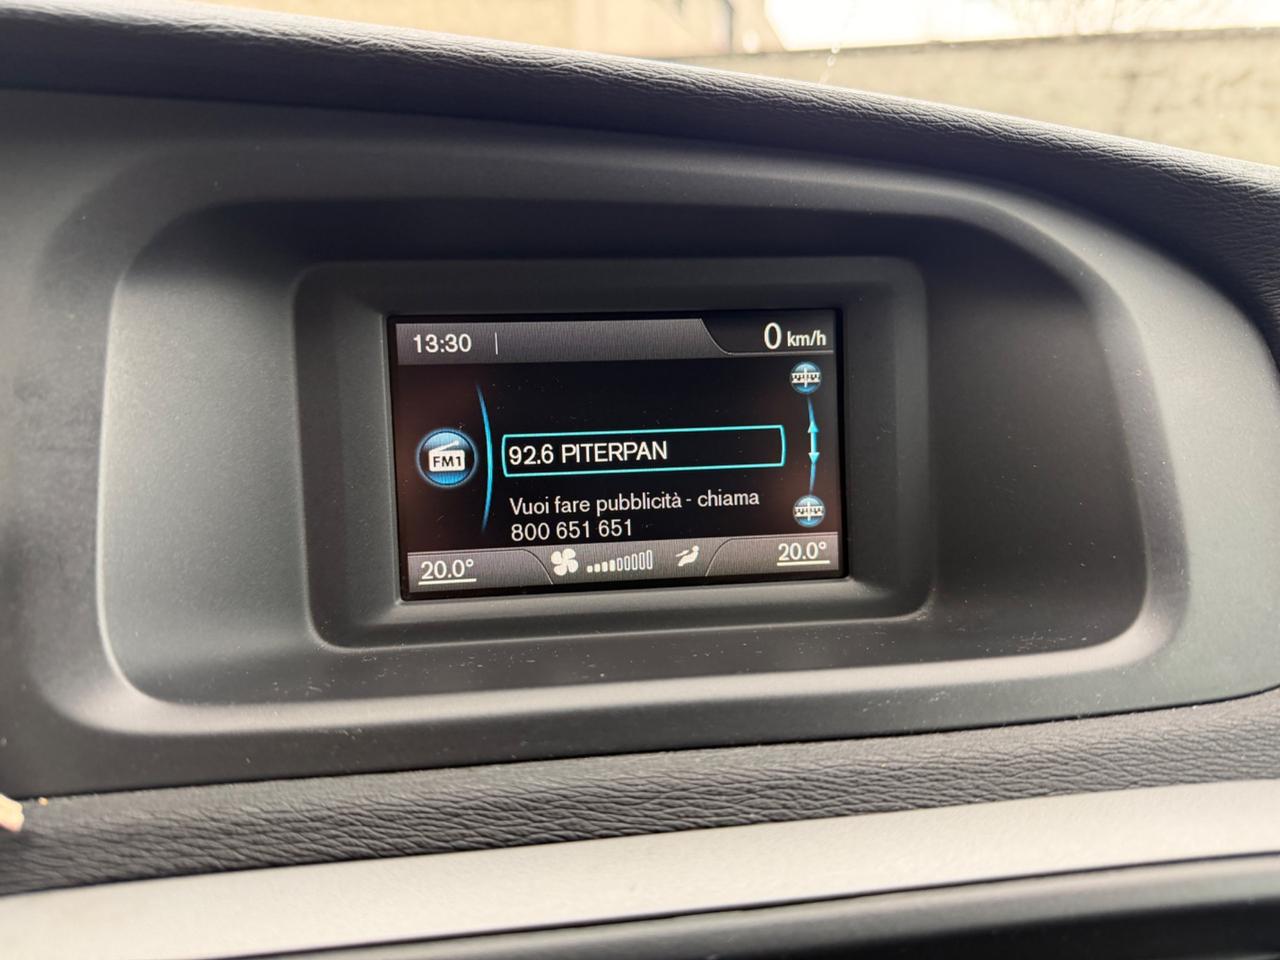 13:30
0 km/h
FM1
92.6 PITERPAN
Vuoi fare pubblicità - chiama
800 651 651
20.0°
20.0°